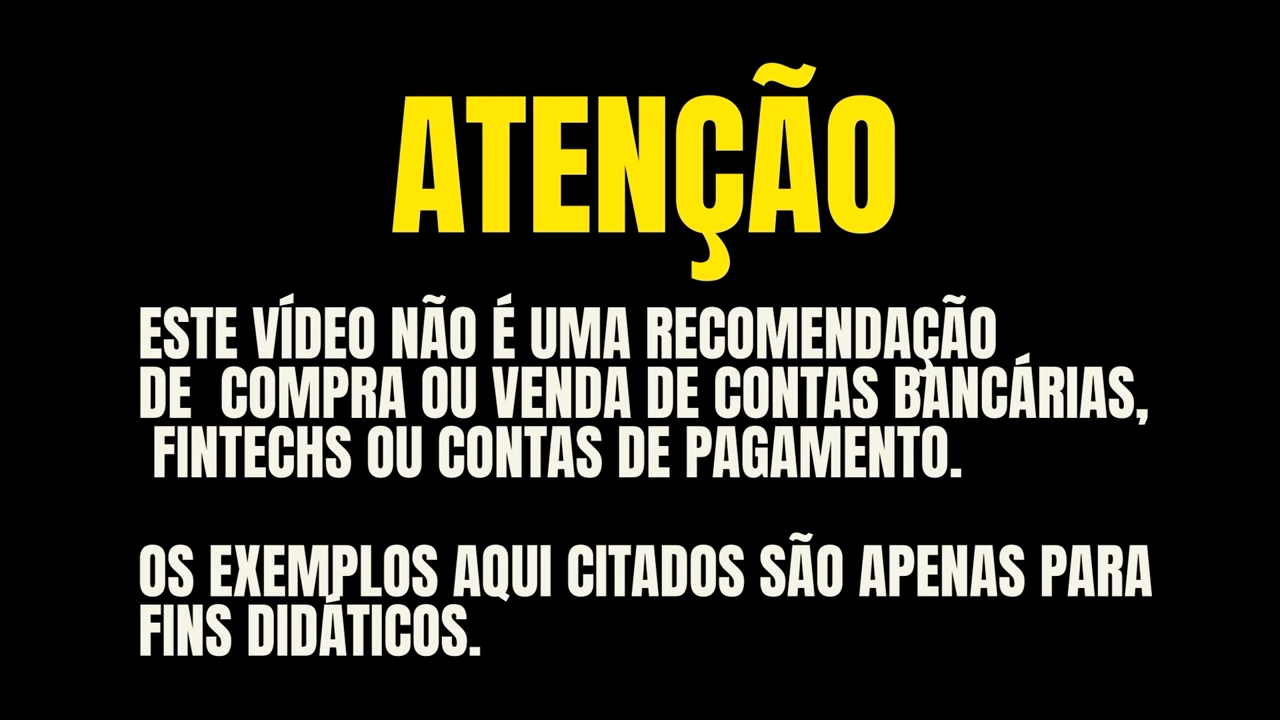 ATENÇÃO
ESTE VÍDEO NÃO É UMA RECOMENDAÇÃO
DE COMPRA OU VENDA DE CONTAS BANCÁRIAS,
FINTECHS OU CONTAS DE PAGAMENTO.
OS EXEMPLOS AQUI CITADOS SÃO APENAS PARA
FINS DIDÁTICOS.